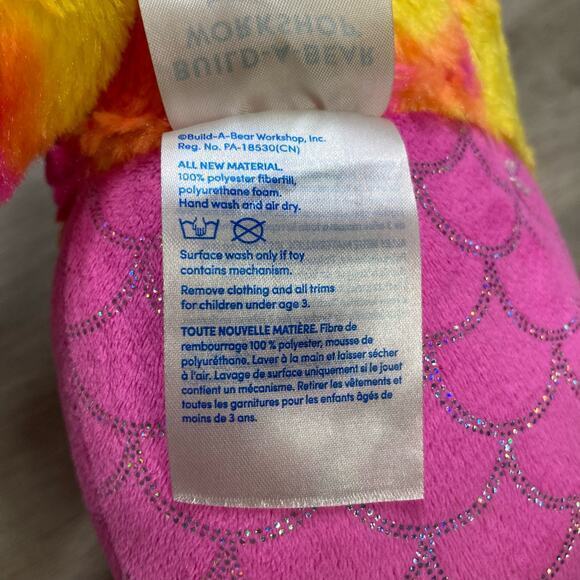 WORKSHOP®
BUILD-A-BEAR
©Build-A-Bear Workshop, Inc.
Reg. No. PA-18530(CN)
ALL NEW MATERIAL.
100% polyester fiberfill,
polyurethane foam.
Hand wash and air dry.
Surface wash only if toy
contains mechanism.
Remove clothing and all trims
for children under age 3.
TOUTE NOUVELLE MATIÈRE. Fibre de
rembourrage 100 % polyester, mousse de
polyuréthane. Laver à la main et laisser sécher
à l'air. Lavage de surface uniquement si le jouet
contient un mécanisme. Retirer les vêtements et
toutes les garnitures pour les enfants âgés de
moins de 3 ans.